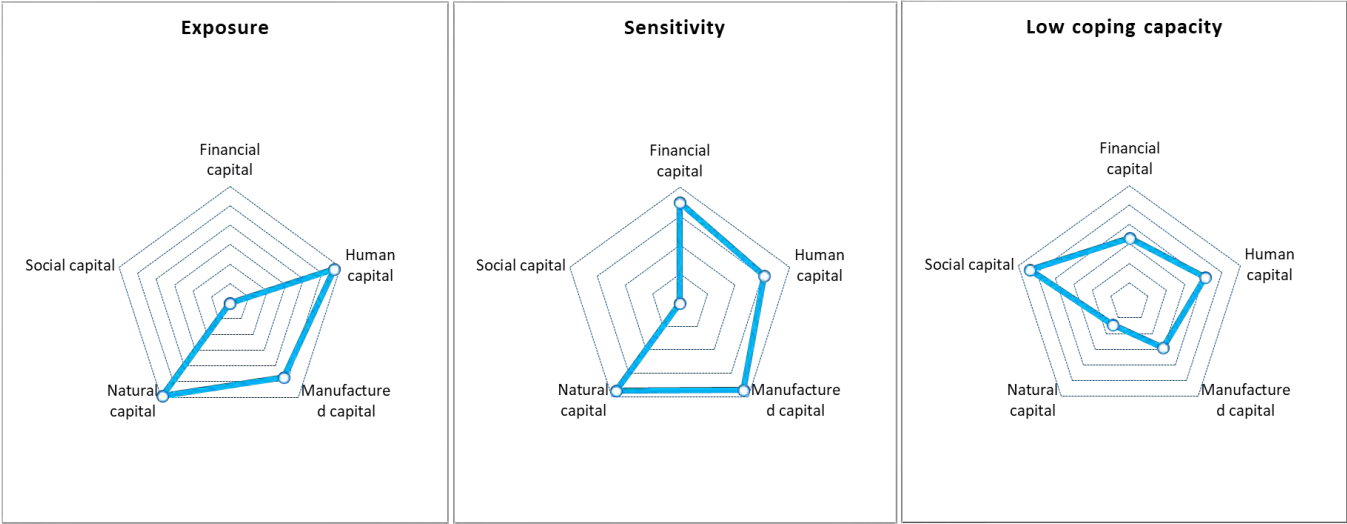 Exposure
Financial
capital
Social capital
Human
capital
Natural
capital
Manufacture
d capital
Sensitivity
Financial
capital
Social capital
Human
capital
Natural
capital
Manufacture
d capital
Low coping capacity
Financial
capital
Social capital
Human
capital
Natural
capital
Manufacture
d capital